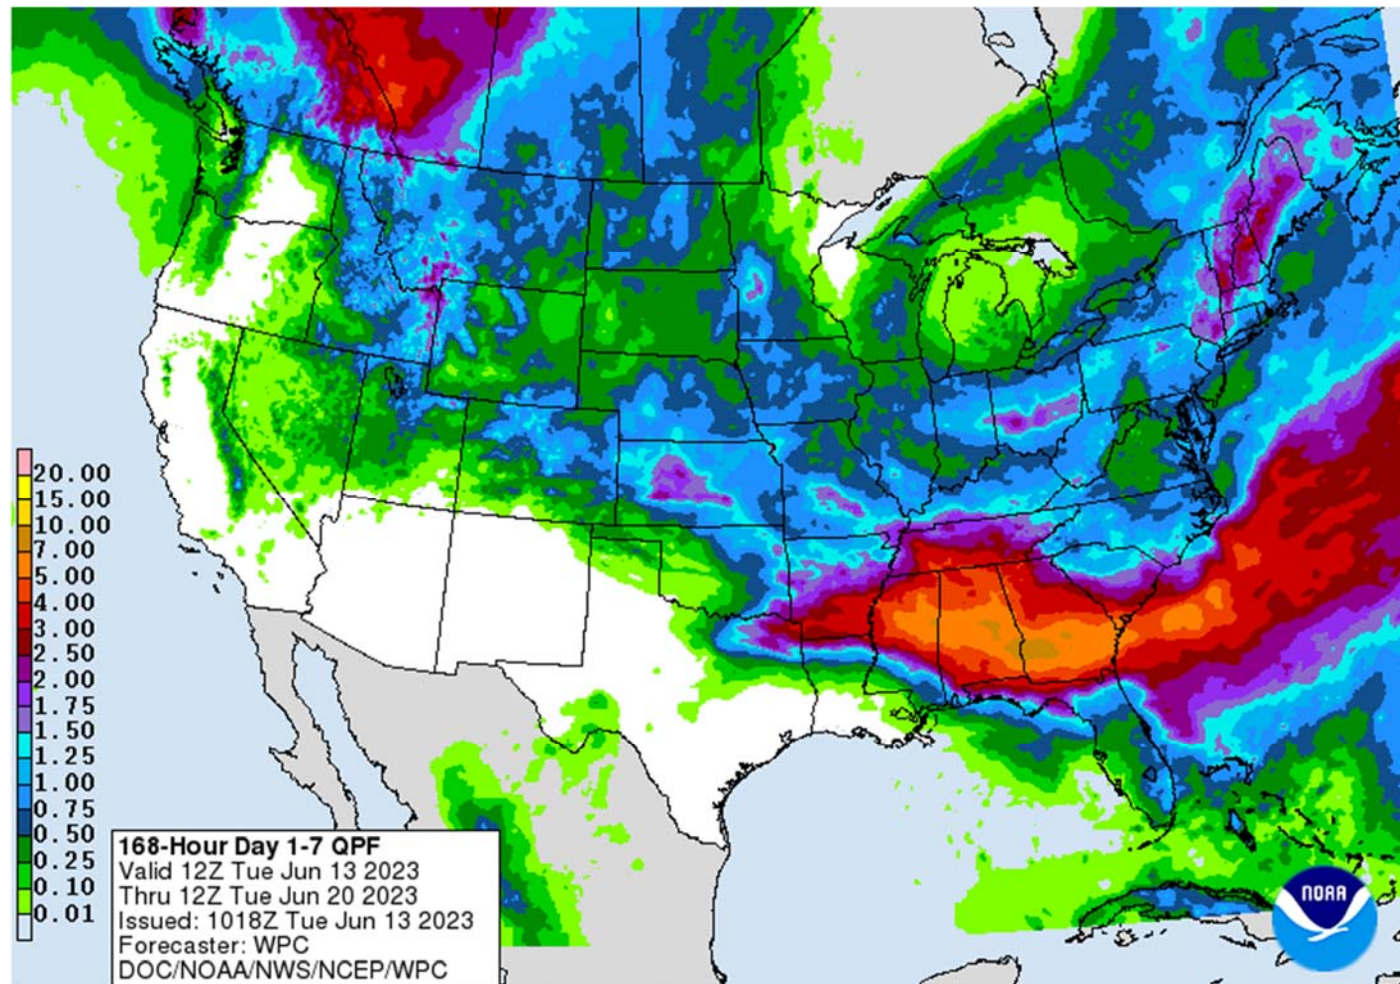 20.00
15.00
10.00
7.00
5.00
4.00
3.00
2.50
2.00
1.75
1.50
1.25
1.00
0.75
0.50
0.25
0.10
0.01
168-Hour Day 1-7 QPF
Valid 12Z Tue Jun 13 2023
Thru 12Z Tue Jun 20 2023
Issued: 1018Z Tue Jun 13 2023
Forecaster: WPC
DOC/NOAA/NWS/NCEP/WPC
NOAA